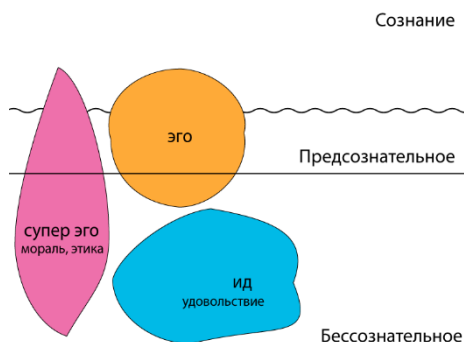 Сознание
эго
Предсознательное
супер эго
мораль, этика
ид
удовольствие
Бессознательное